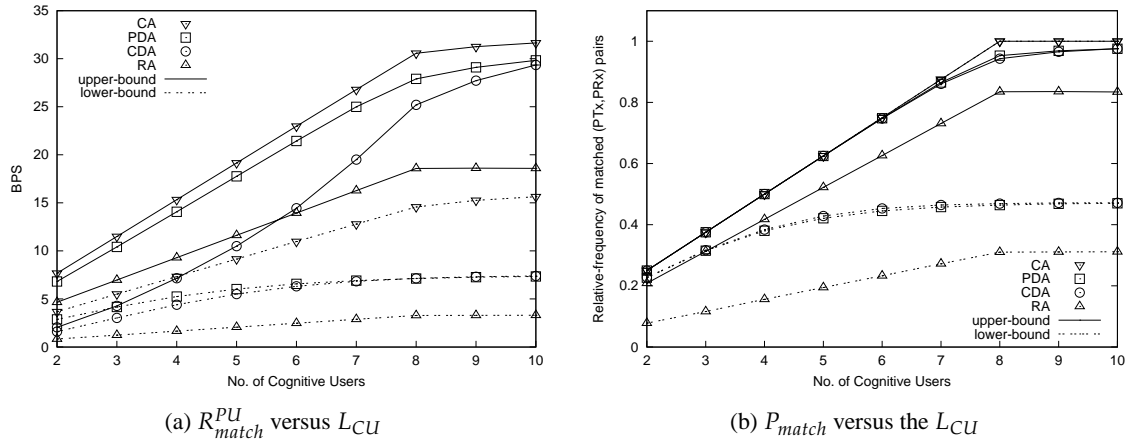 35
30
25
20
15
10
5
0
BPS
CA
PDA
CDA
RA
upper-bound
lower-bound
2 3 4 5 6 7 8 9 10
No. of Cognitive Users
(a) R^{PU}_{match} versus L_{CU}
1
0.8
0.6
0.4
0.2
0
Relative-frequency of matched (PTx,PRx) pairs
CA
PDA
CDA
RA
upper-bound
lower-bound
2 3 4 5 6 7 8 9 10
No. of Cognitive Users
(b) P_{match} versus the L_{CU}